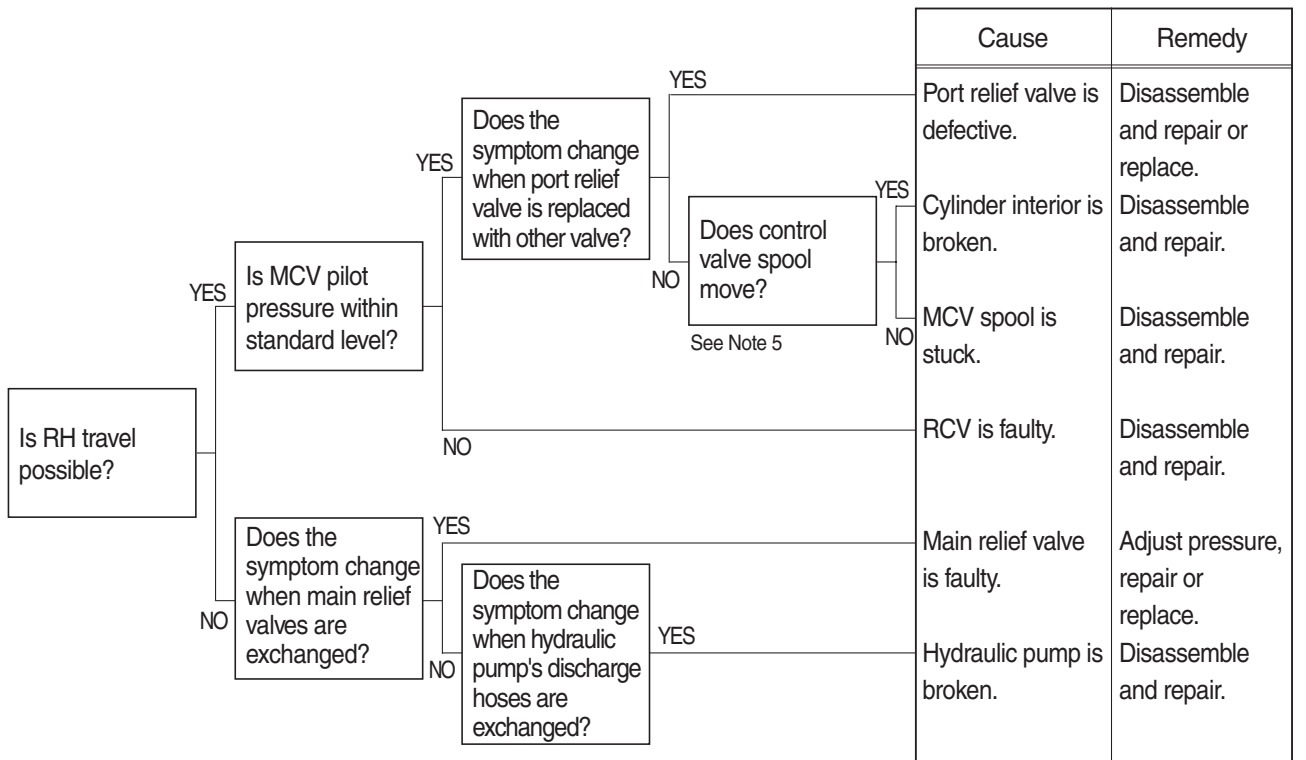 Cause
Remedy
YES
Port relief valve is
defective.
Disassemble
and repair or
replace.
Does the
symptom change
when port relief
valve is replaced
with other valve?
YES
YES
Cylinder interior is
broken.
Disassemble
and repair.
Does control
valve spool
move?
NO
See Note 5
NO
MCV spool is
stuck.
Disassemble
and repair.
YES
Is MCV pilot
pressure within
standard level?
NO
RCV is faulty.
Disassemble
and repair.
Is RH travel
possible?
Does the
symptom change
when main relief
valves are
exchanged?
NO
YES
Main relief valve
is faulty.
Adjust pressure,
repair or
replace.
Does the
symptom change
when hydraulic
pump's discharge
hoses are
exchanged?
NO
YES
Hydraulic pump is
broken.
Disassemble
and repair.